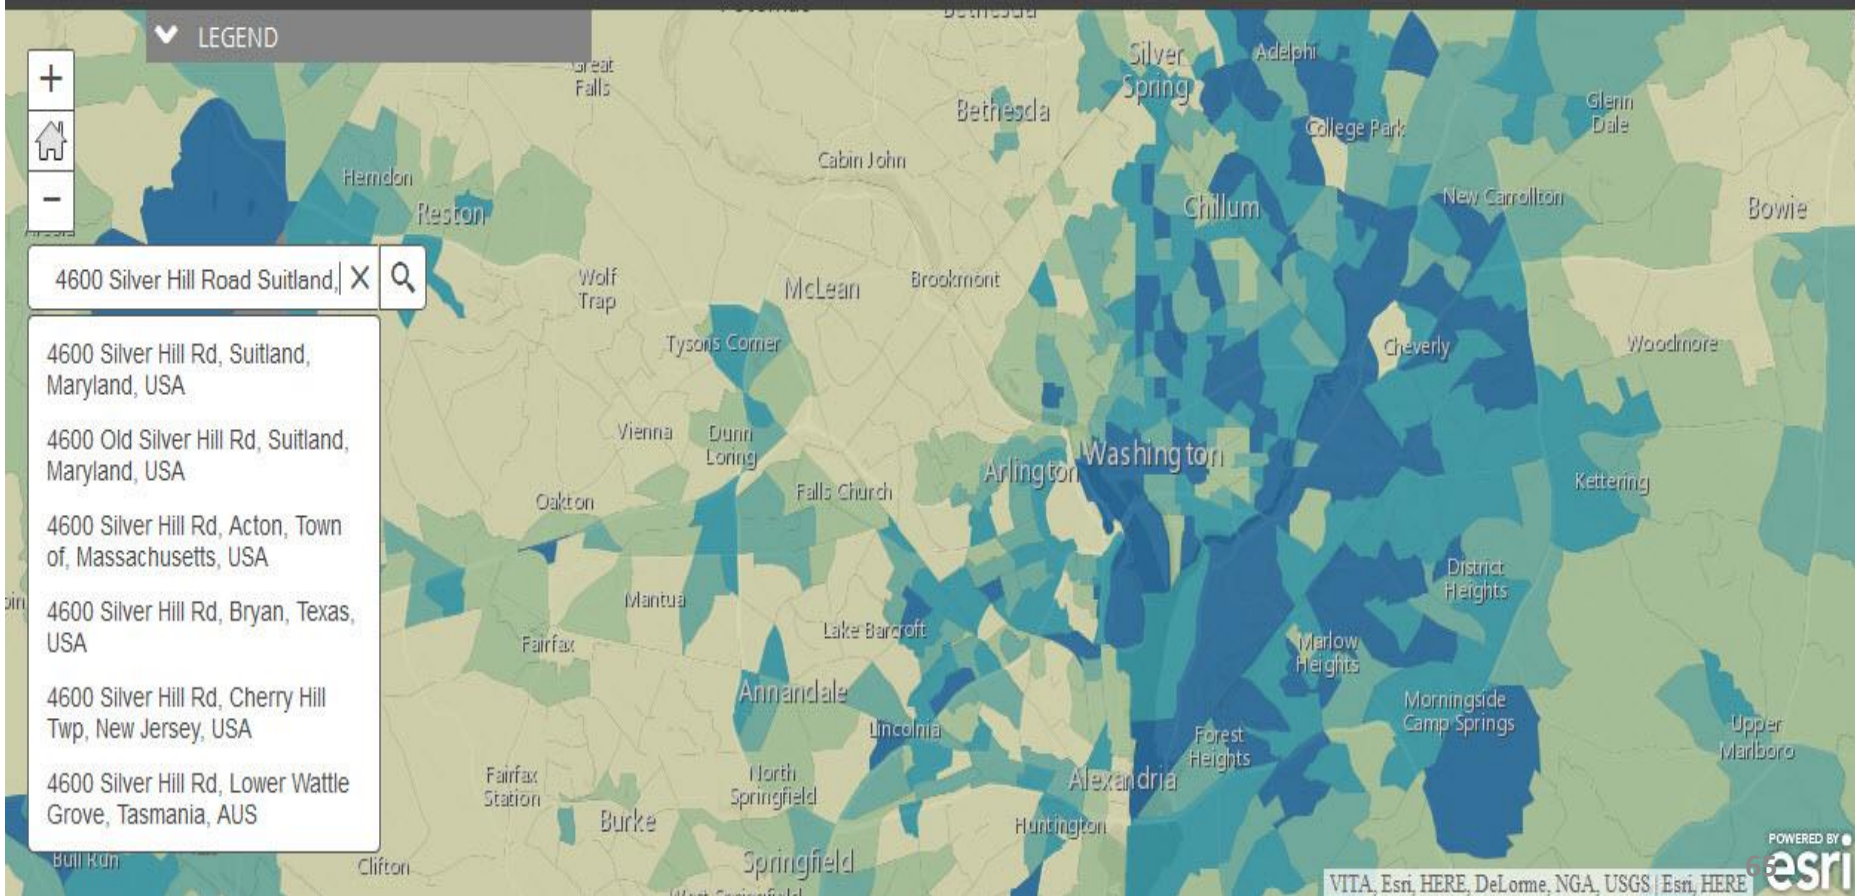 Bethesda
LEGEND
+
−
4600 Silver Hill Road Suitland,
X
4600 Silver Hill Rd, Suitland,
Maryland, USA
4600 Old Silver Hill Rd, Suitland,
Maryland, USA
4600 Silver Hill Rd, Acton, Town
of, Massachusetts, USA
4600 Silver Hill Rd, Bryan, Texas,
USA
4600 Silver Hill Rd, Cherry Hill
Twp, New Jersey, USA
4600 Silver Hill Rd, Lower Wattle
Grove, Tasmania, AUS
Great
Falls
Silver
Spring
Adelphi
Bethesda
Glenn
Dale
College Park
Cabin John
Herndon
Reston
Chillum
New Carrollton
Bowie
Wolf
Trap
McLean
Brookmont
Tysons Corner
Cheverly
Woodmore
Vienna
Dunn
Loring
Washington
Arlington
Kettering
Falls Church
Oakton
District
Heights
Mantua
Lake Barcroft
Fairfax
Marlow
Heights
Annandale
Morningside
Camp Springs
Lincolnia
Forest
Heights
Upper
Marlboro
Fairfax
Station
North
Springfield
Alexandria
Burke
Huntington
Bull Run
Clifton
Springfield
West Springfield
POWERED BY
esri
VITA, Esri, HERE, DeLorme, NGA, USGS | Esri, HERE